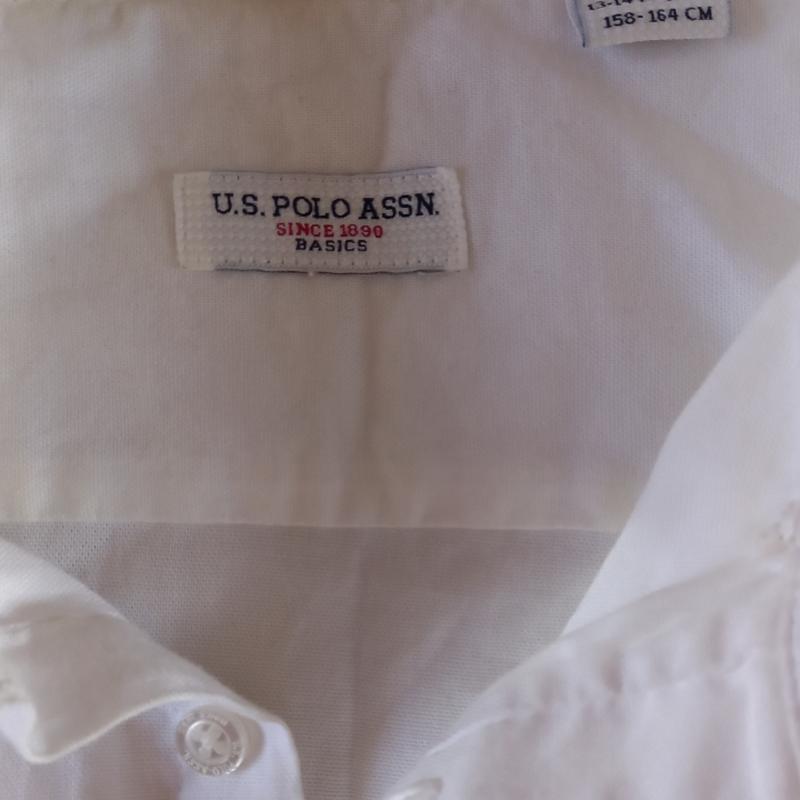 158-164 CM
U.S. POLO ASSN.
SINCE 1890
BASICS